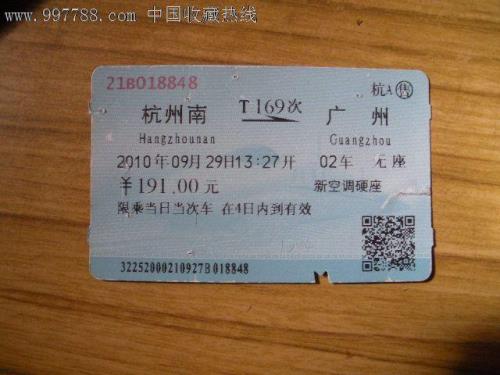 www.997788.com 中国收藏热线
21B018848
杭A 售
杭州南 T169次 广 州
Hangzhounan Guangzhou
2010年09月29日13:27开 02车 无座
￥191.00元 新空调硬座
限乘当日当次车 在4日内到有效
32252000210927B018848